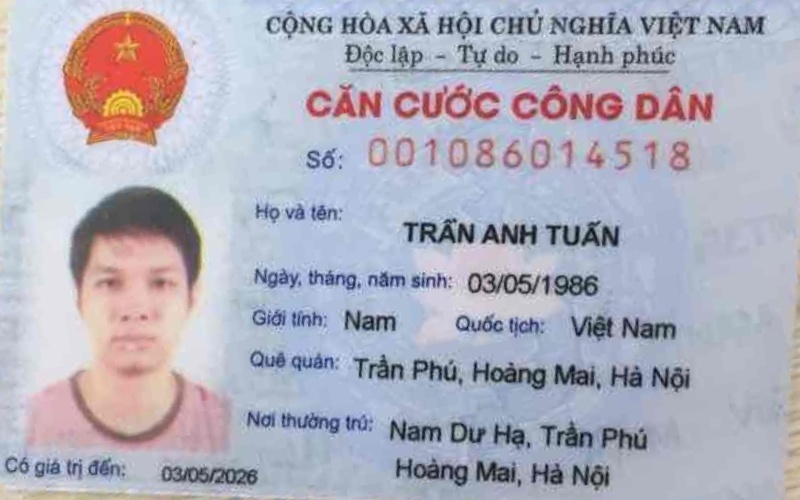 CỘNG HÒA XÃ HỘI CHỦ NGHĨA VIỆT NAM
Độc lập – Tự do – Hạnh phúc
CĂN CƯỚC CÔNG DÂN
Số: 001086014518
Họ và tên:
TRẦN ANH TUẤN
Ngày, tháng, năm sinh: 03/05/1986
Giới tính: Nam Quốc tịch: Việt Nam
Quê quán: Trần Phú, Hoàng Mai, Hà Nội
Nơi thường trú: Nam Dư Hạ, Trần Phú
Hoàng Mai, Hà Nội
Có giá trị đến: 03/05/2026